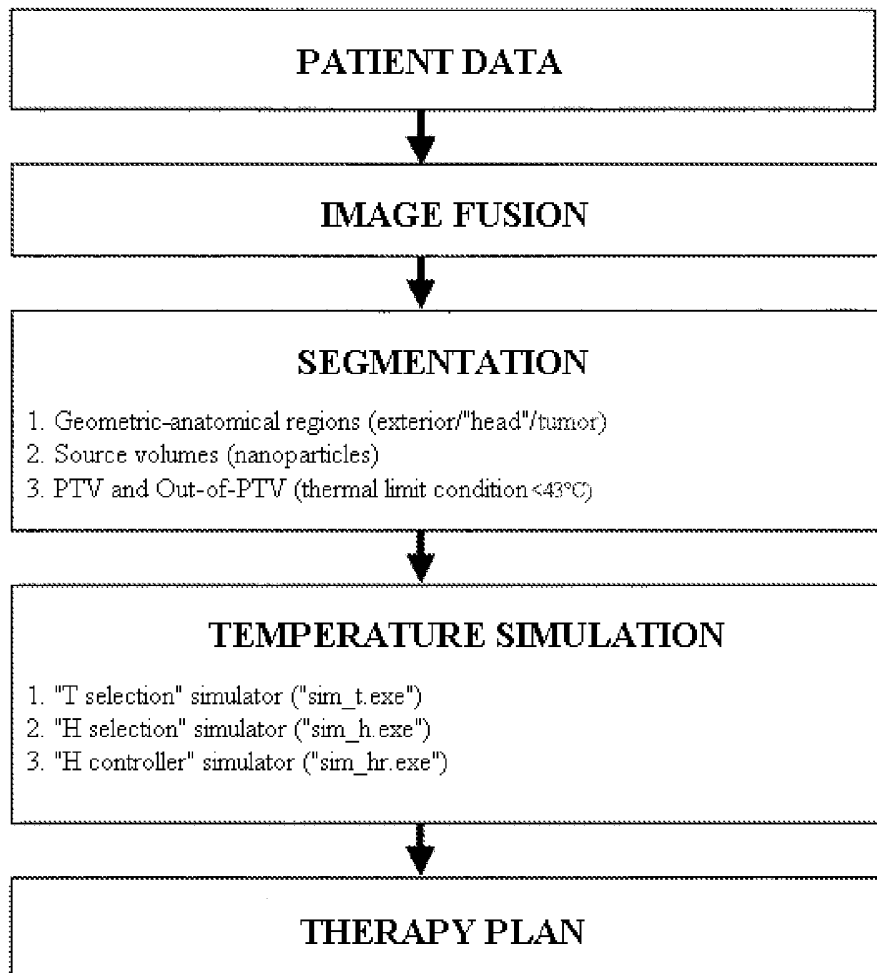 PATIENT DATA
IMAGE FUSION
SEGMENTATION
1. Geometric-anatomical regions (exterior/"head"/tumor)
2. Source volumes (nanoparticles)
3. PTV and Out-of-PTV (thermal limit condition <43°C)
TEMPERATURE SIMULATION
1. "T selection" simulator ("sim_t.exe")
2. "H selection" simulator ("sim_h.exe")
3. "H controller" simulator ("sim_hr.exe")
THERAPY PLAN